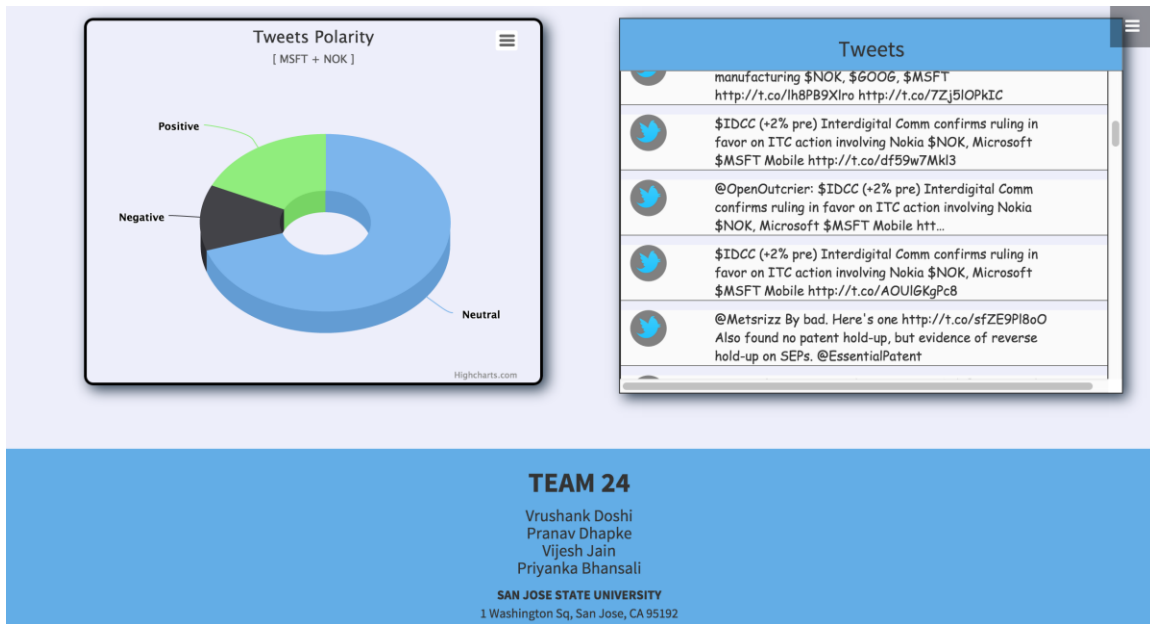 Tweets Polarity
[ MSFT + NOK ]
Positive
Negative
Neutral
Highcharts.com
Tweets
manufacturing $NOK, $GOOG, $MSFT
http://t.co/lh8PB9Xlro http://t.co/7Zj5lOPkIC
$IDCC (+2% pre) Interdigital Comm confirms ruling in
favor on ITC action involving Nokia $NOK, Microsoft
$MSFT Mobile http://t.co/df59w7Mkl3
@OpenOutcrier: $IDCC (+2% pre) Interdigital Comm
confirms ruling in favor on ITC action involving Nokia
$NOK, Microsoft $MSFT Mobile htt...
$IDCC (+2% pre) Interdigital Comm confirms ruling in
favor on ITC action involving Nokia $NOK, Microsoft
$MSFT Mobile http://t.co/AOUlGKgPc8
@Metsrizz By bad. Here's one http://t.co/sfZE9Pl8oO
Also found no patent hold-up, but evidence of reverse
hold-up on SEPs. @EssentialPatent
TEAM 24
Vrushank Doshi
Pranav Dhapke
Vijesh Jain
Priyanka Bhansali
SAN JOSE STATE UNIVERSITY
1 Washington Sq, San Jose, CA 95192